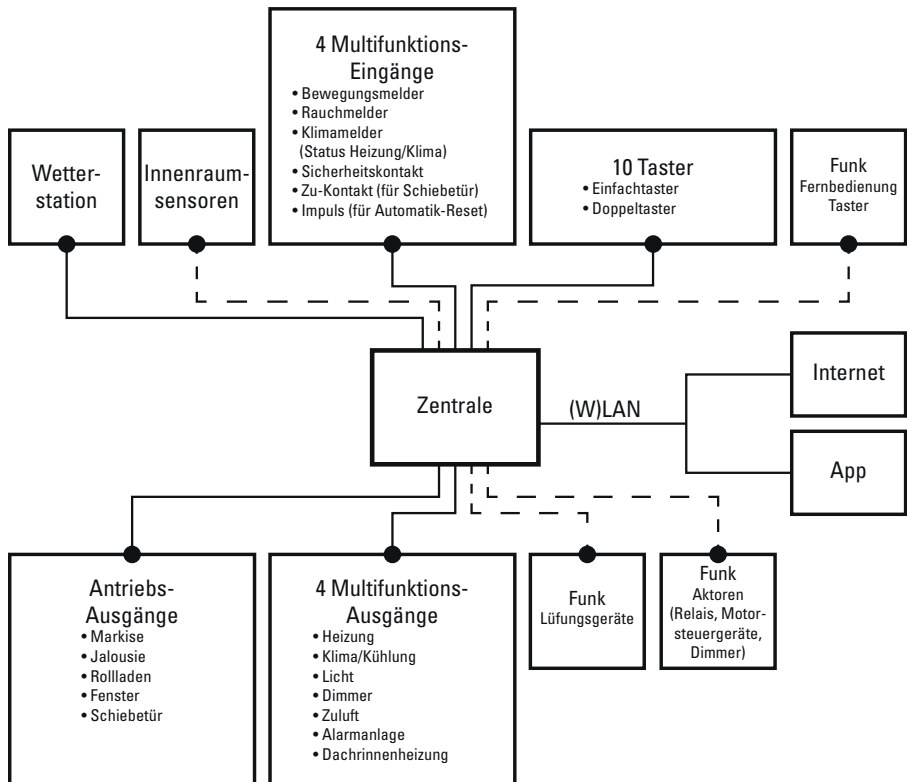 4 Multifunktions-
Eingänge
• Bewegungsmelder
• Rauchmelder
• Klimamelder
(Status Heizung/Klima)
• Sicherheitskontakt
• Zu-Kontakt (für Schiebetür)
• Impuls (für Automatik-Reset)
Wetter-
station
Innenraum-
sensoren
10 Taster
• Einfachtaster
• Doppeltaster
Funk
Fernbedienung
Taster
Zentrale
(W)LAN
Internet
App
Antriebs-
Ausgänge
• Markise
• Jalousie
• Rollladen
• Fenster
• Schiebetür
4 Multifunktions-
Ausgänge
• Heizung
• Klima/Kühlung
• Licht
• Dimmer
• Zuluft
• Alarmanlage
• Dachrinnenheizung
Funk
Lüfungsgeräte
Funk
Aktoren
(Relais, Motor-
steuergeräte,
Dimmer)